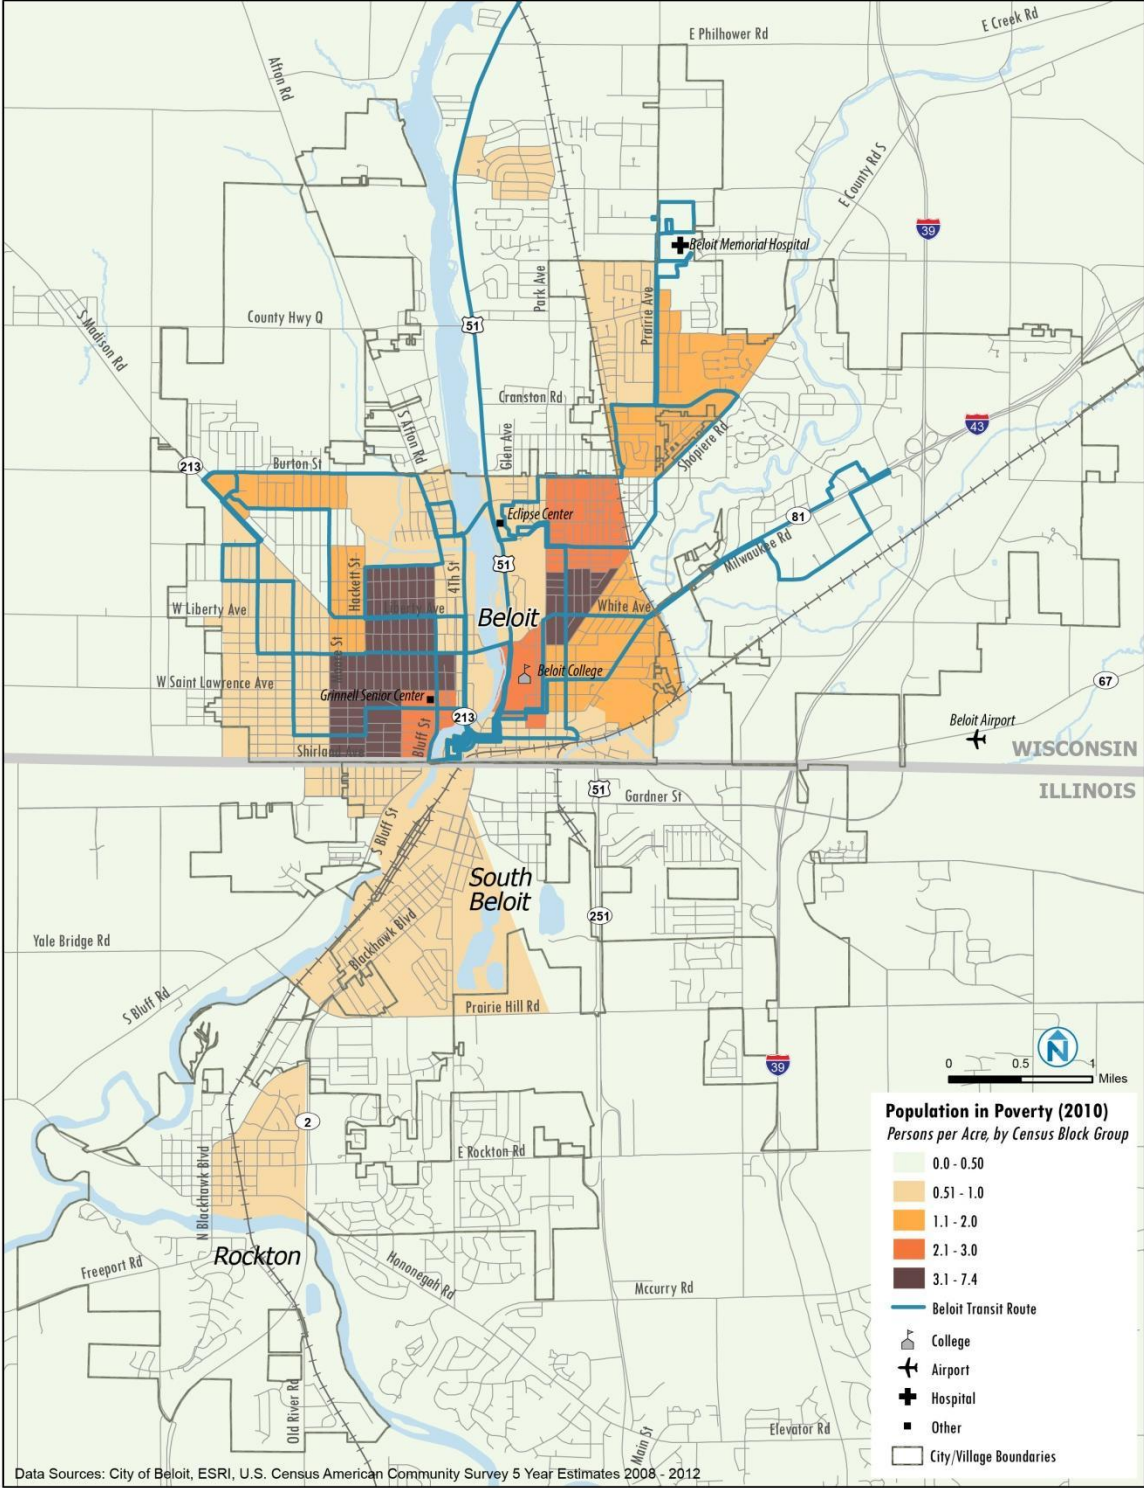 E Philhower Rd
E Creek Rd
Afton Rd
E County Rd S
39
Beloit Memorial Hospital
Park Ave
Prairie Ave
S Madison Rd
County Hwy Q
51
Cranston Rd
S Afton Rd
Glen Ave
43
Shopiere Rd
213
Burton St
Eclipse Center
81
Milwaukee Rd
51
Hackett St
4Th St
W Liberty Ave
Liberty Ave
Beloit
White Ave
W Saint Lawrence Ave
Beloit College
67
Grinnell Senior Center
Bluff St
213
Beloit Airport
Shirland Ave
WISCONSIN
ILLINOIS
51
Gardner St
S Bluff St
South
Beloit
251
Yale Bridge Rd
Blackhawk Blvd
S Bluff Rd
Prairie Hill Rd
N
39
0 0.5 1
Miles
2
E Rockton Rd
N Blackhawk Blvd
Rockton
Freeport Rd
Hononegah Rd
Mccurry Rd
Old River Rd
Main St
Elevator Rd
Population in Poverty (2010)
Persons per Acre, by Census Block Group
0.0 - 0.50
0.51 - 1.0
1.1 - 2.0
2.1 - 3.0
3.1 - 7.4
Beloit Transit Route
College
Airport
Hospital
Other
City/Village Boundaries
Data Sources: City of Beloit, ESRI, U.S. Census American Community Survey 5 Year Estimates 2008 - 2012